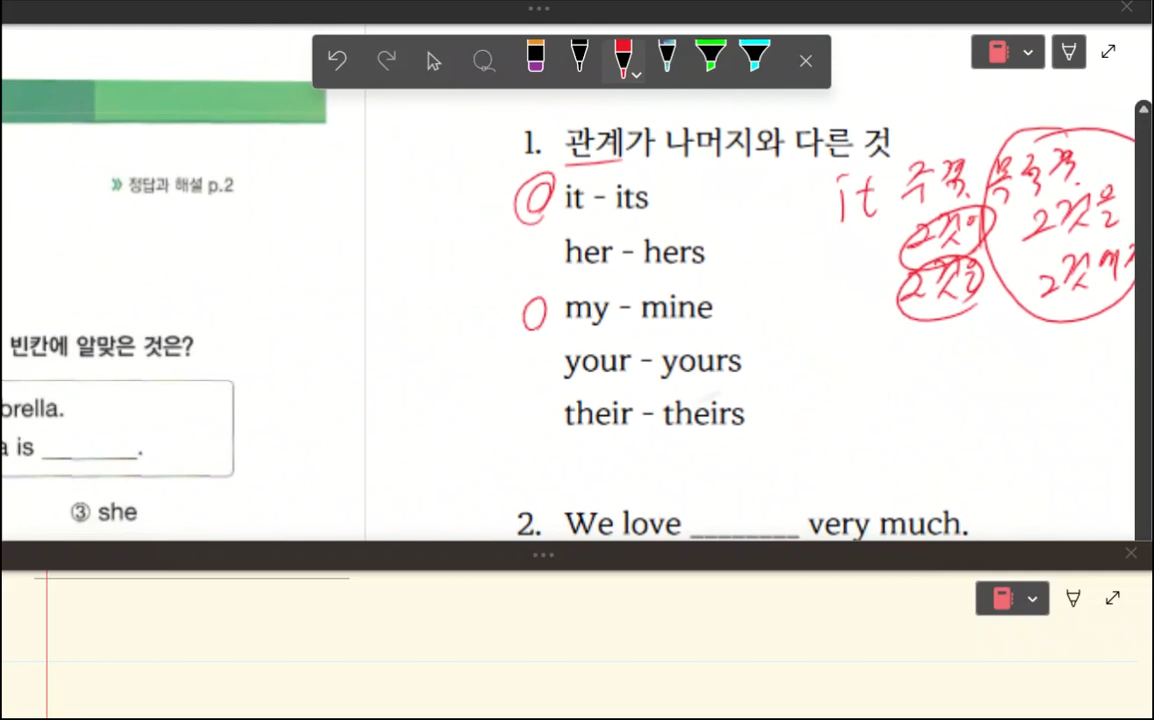 » 정답과 해설 p.2
빈칸에 알맞은 것은?
orella.
a is ________.
③ she
1. 관계가 나머지와 다른 것
it - its
her - hers
my - mine
your - yours
their - theirs
2. We love ________ very much.
it 주격 목적격
그것이 그것을
그것은 그것에게